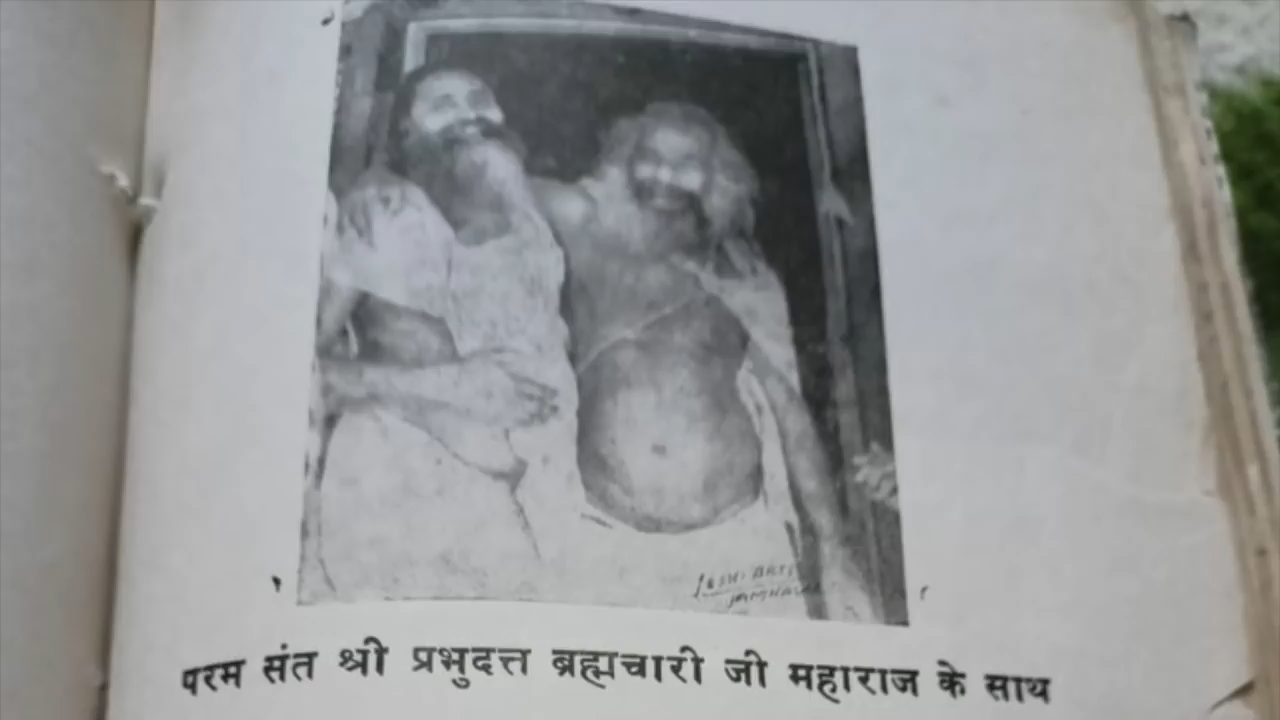 परम संत श्री प्रभुदत्त ब्रह्मचारी जी महाराज के साथ